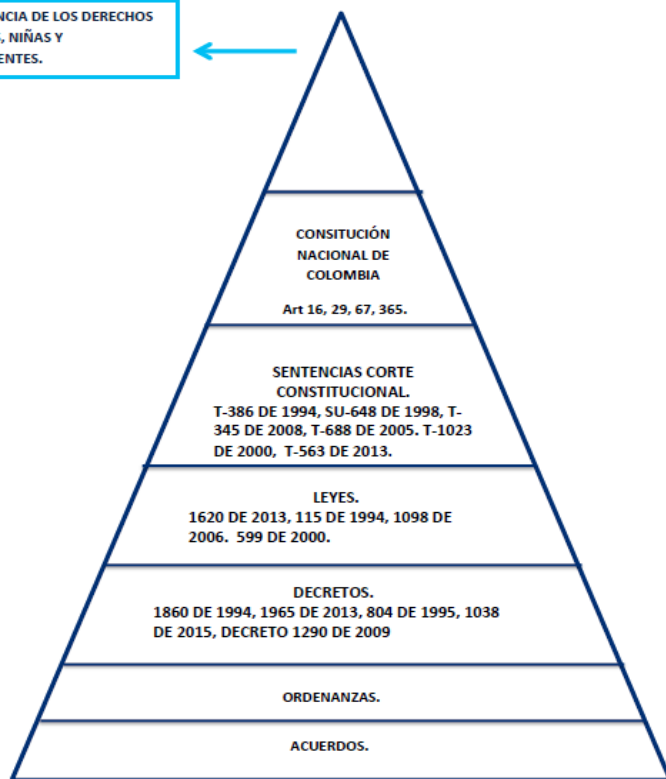 NCIA DE LOS DERECHOS
, NIÑAS Y
ENTES.
CONSITUCIÓN
NACIONAL DE
COLOMBIA
Art 16, 29, 67, 365.
SENTENCIAS CORTE
CONSTITUCIONAL.
T-386 DE 1994, SU-648 DE 1998, T-
345 DE 2008, T-688 DE 2005. T-1023
DE 2000, T-563 DE 2013.
LEYES.
1620 DE 2013, 115 DE 1994, 1098 DE
2006. 599 DE 2000.
DECRETOS.
1860 DE 1994, 1965 DE 2013, 804 DE 1995, 1038
DE 2015, DECRETO 1290 DE 2009
ORDENANZAS.
ACUERDOS.